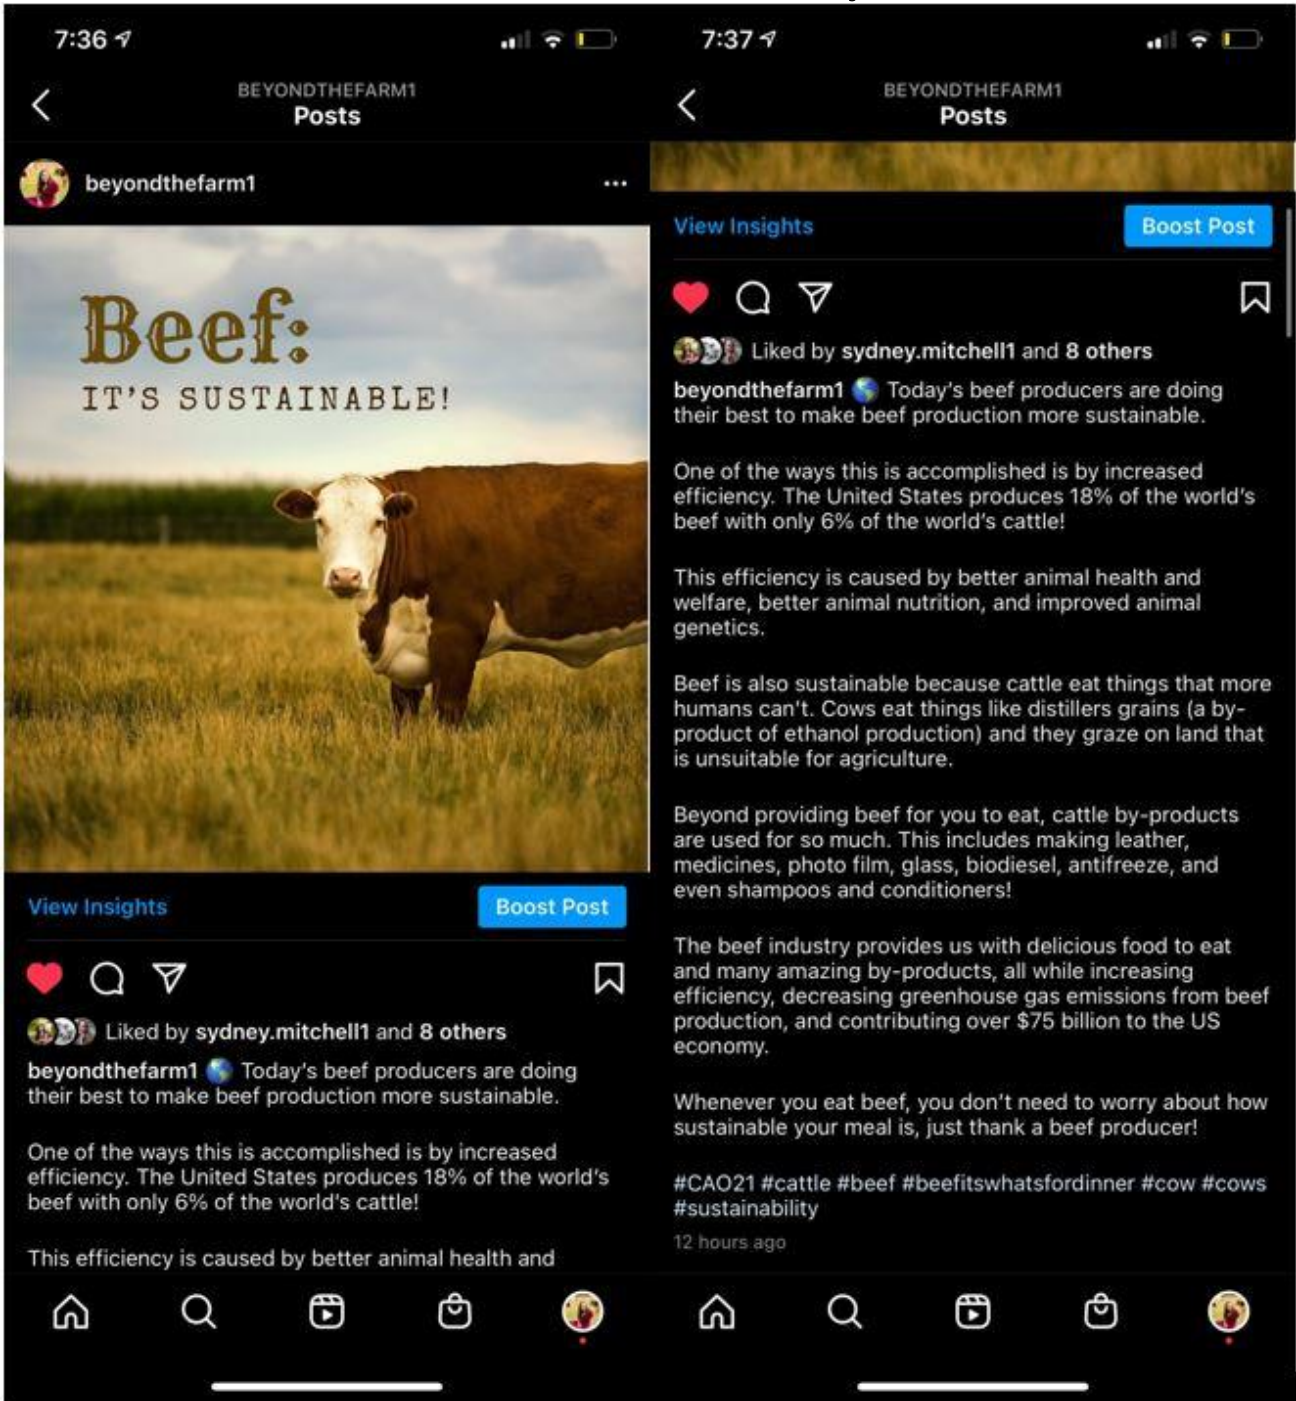 7:36
BEYONDTHEFARM1
Posts
beyondthefarm1
Beef:
IT'S SUSTAINABLE!
View Insights
Boost Post
Liked by sydney.mitchell1 and 8 others
beyondthefarm1 🌎 Today's beef producers are doing
their best to make beef production more sustainable.
One of the ways this is accomplished is by increased
efficiency. The United States produces 18% of the world's
beef with only 6% of the world's cattle!
This efficiency is caused by better animal health and
7:37
BEYONDTHEFARM1
Posts
View Insights
Boost Post
Liked by sydney.mitchell1 and 8 others
beyondthefarm1 🌎 Today's beef producers are doing
their best to make beef production more sustainable.
One of the ways this is accomplished is by increased
efficiency. The United States produces 18% of the world's
beef with only 6% of the world's cattle!
This efficiency is caused by better animal health and
welfare, better animal nutrition, and improved animal
genetics.
Beef is also sustainable because cattle eat things that more
humans can't. Cows eat things like distillers grains (a by-
product of ethanol production) and they graze on land that
is unsuitable for agriculture.
Beyond providing beef for you to eat, cattle by-products
are used for so much. This includes making leather,
medicines, photo film, glass, biodiesel, antifreeze, and
even shampoos and conditioners!
The beef industry provides us with delicious food to eat
and many amazing by-products, all while increasing
efficiency, decreasing greenhouse gas emissions from beef
production, and contributing over $75 billion to the US
economy.
Whenever you eat beef, you don't need to worry about how
sustainable your meal is, just thank a beef producer!
#CAO21 #cattle #beef #beefitswhatsfordinner #cow #cows
#sustainability
12 hours ago